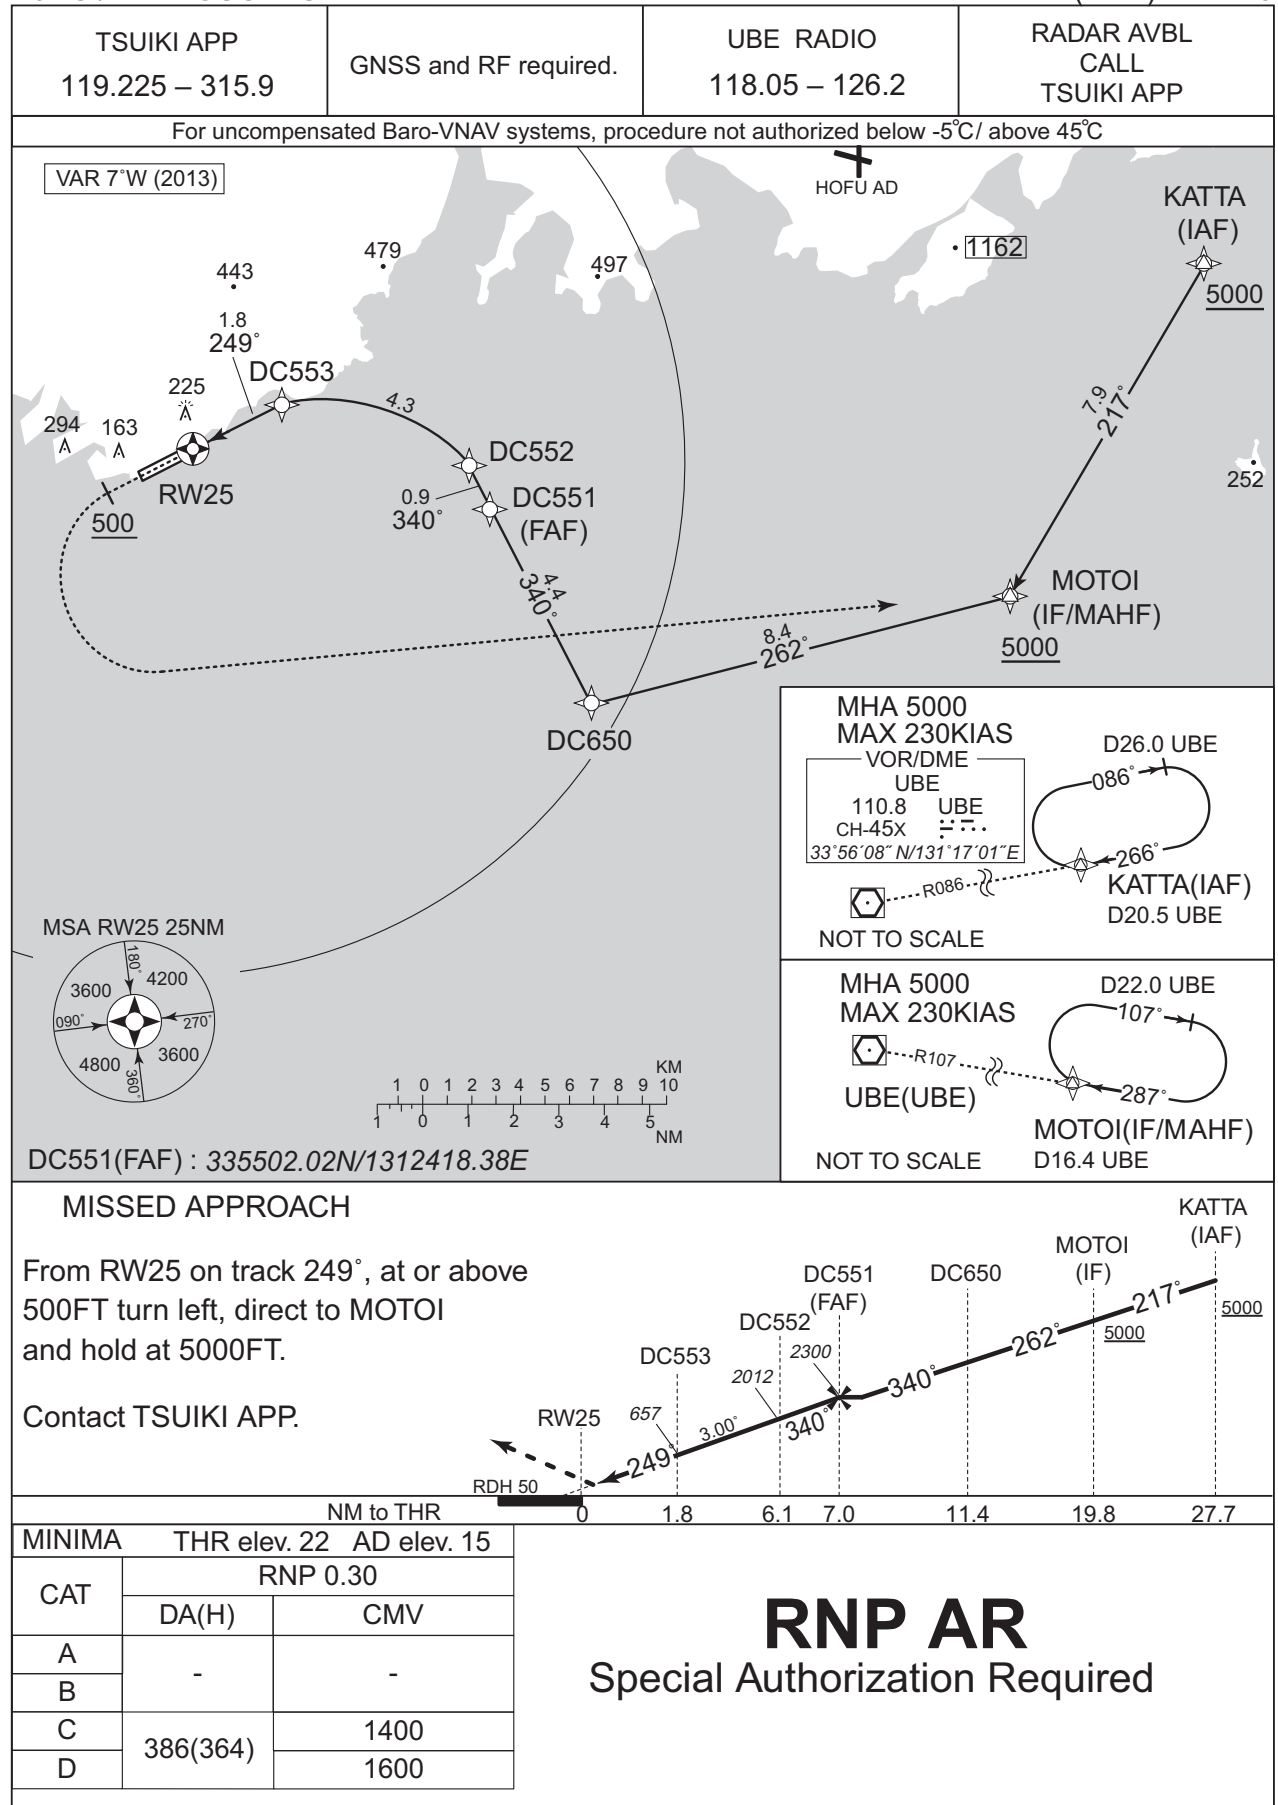 TSUIKI APP
119.225 – 315.9
GNSS and RF required.
UBE RADIO
118.05 – 126.2
RADAR AVBL
CALL
TSUIKI APP
For uncompensated Baro-VNAV systems, procedure not authorized below -5°C/ above 45°C
VAR 7°W (2013)
HOFU AD
KATTA
(IAF)
5000
1162
479
443
497
1.8
249°
DC553
4.3
225
294
163
RW25
500
DC552
0.9
340°
DC551
(FAF)
7.9
217°
252
4.4
340°
MOTOI
(IF/MAHF)
5000
8.4
262°
DC650
MHA 5000
MAX 230KIAS
VOR/DME
UBE
110.8 UBE
CH-45X
33°56′08″N/131°17′01″E
D26.0 UBE
086°
266°
R086
KATTA(IAF)
D20.5 UBE
NOT TO SCALE
MHA 5000
MAX 230KIAS
D22.0 UBE
107°
R107
287°
UBE(UBE)
MOTOI(IF/MAHF)
NOT TO SCALE
D16.4 UBE
MSA RW25 25NM
180°
3600
4200
090°
270°
4800
3600
360°
KM
1 0 1 2 3 4 5 6 7 8 9 10
1 0 1 2 3 4 5
NM
DC551(FAF) : 335502.02N/1312418.38E
MISSED APPROACH
From RW25 on track 249°, at or above
500FT turn left, direct to MOTOI
and hold at 5000FT.
Contact TSUIKI APP.
KATTA
(IAF)
MOTOI
(IF)
DC650
DC551
(FAF)
DC552
DC553
RW25
5000
217°
5000
262°
340°
2300
2012
340°
3.00°
657
249°
RDH 50
NM to THR 0 1.8 6.1 7.0 11.4 19.8 27.7
MINIMA THR elev. 22 AD elev. 15
CAT
RNP 0.30
DA(H) CMV
A
B
- -
C
D
386(364)
1400
1600
RNP AR
Special Authorization Required